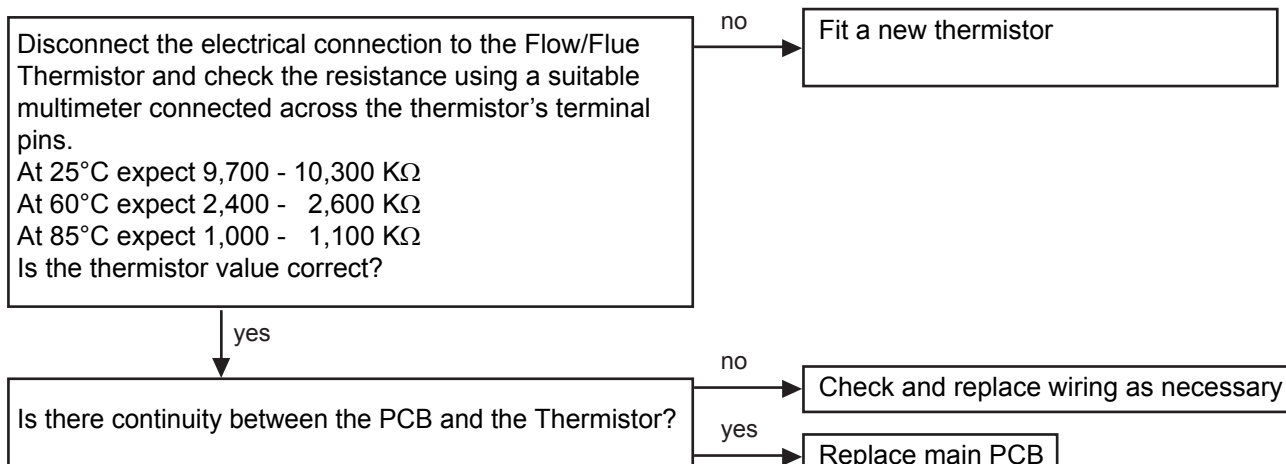 Disconnect the electrical connection to the Flow/Flue
Thermistor and check the resistance using a suitable
multimeter connected across the thermistor’s terminal
pins.
At 25°C expect 9,700 - 10,300 KΩ
At 60°C expect 2,400 - 2,600 KΩ
At 85°C expect 1,000 - 1,100 KΩ
Is the thermistor value correct?
no
Fit a new thermistor
yes
Is there continuity between the PCB and the Thermistor?
no
Check and replace wiring as necessary
yes
Replace main PCB